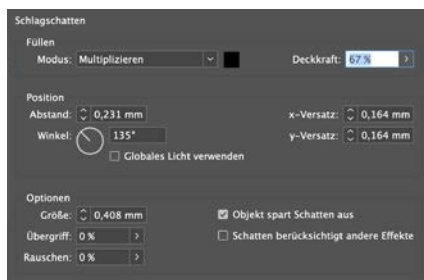 Schlagschatten
Füllen
Modus: Multiplizieren Deckkraft: 67 %
Position
Abstand: 0,231 mm x-Versatz: 0,164 mm
Winkel: 135° y-Versatz: 0,164 mm
Globales Licht verwenden
Optionen
Größe: 0,408 mm Objekt spart Schatten aus
Übergriff: 0 % Schatten berücksichtigt andere Effekte
Rauschen: 0 %